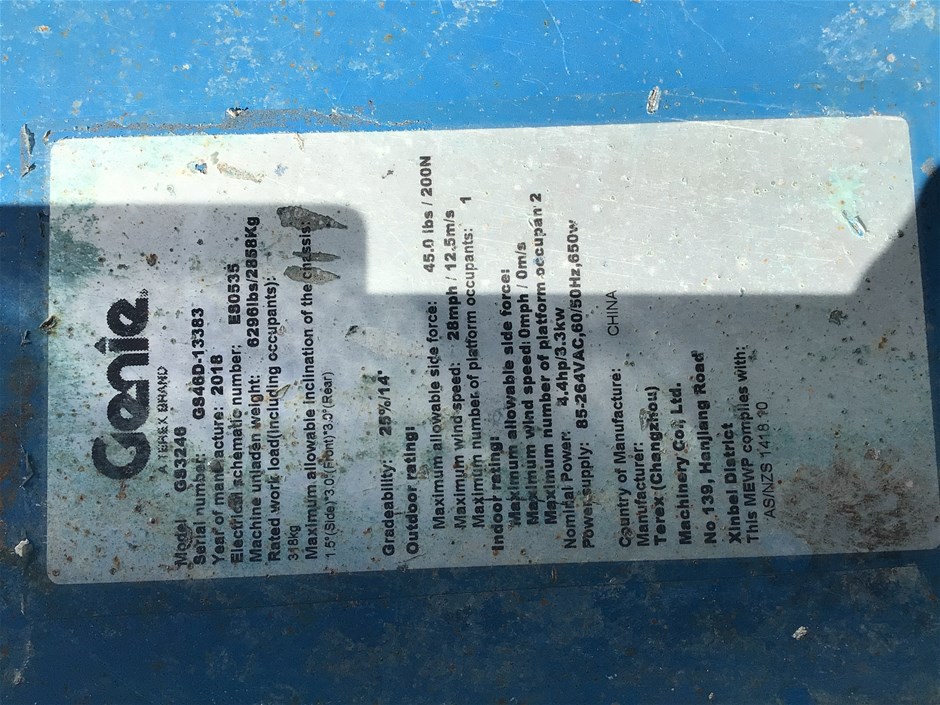 Genie
A TEREX BRAND
Model GS3246
Serial number: GS46D-13383
Year of manufacture: 2018
Electrical schematic number: ES0535
Machine unladen weight: 6296lbs/2858Kg
Rated work load(including occupants):
318kg
Maximum allowable inclination of the chassis:
1.5°(Side)*3.0°(Front)*3.0°(Rear)
Gradeability: 25%/14°
Outdoor rating:
Maximum allowable side force: 45.0 lbs / 200N
Maximum wind speed: 28mph / 12.5m/s
Maximum number of platform occupants: 1
Indoor rating:
Maximum allowable side force:
Maximum wind speed: 0mph / 0m/s
Maximum number of platform occupan 2
Nominal Power: 4.4hp/3.3kw
Power supply: 85-264VAC,60/50Hz,650w
Country of Manufacture: CHINA
Manufacturer:
Terex (Changzhou)
Machinery Co., Ltd.
No.139, Hanjiang Road
Xinbei District
This MEWP complies with:
AS/NZS 1418.10